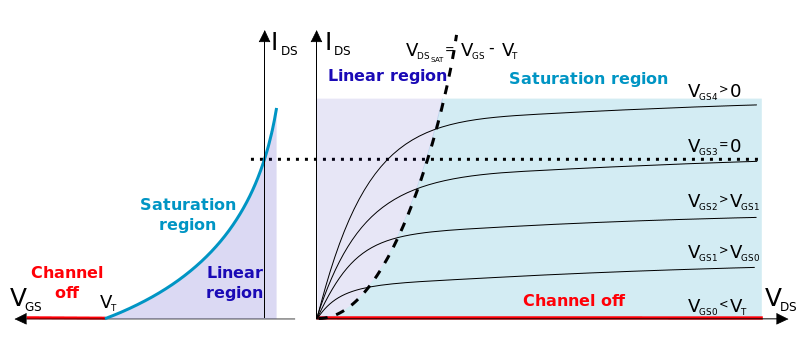 I DS
I DS
V DS SAT = V GS - V T
Linear region
Saturation region
V GS4 > 0
V GS3 = 0
Saturation
region
V GS2 > V GS1
V GS1 > V GS0
Channel
off
Linear
region
V GS
V T
Channel off
V GS0 < V T
V DS